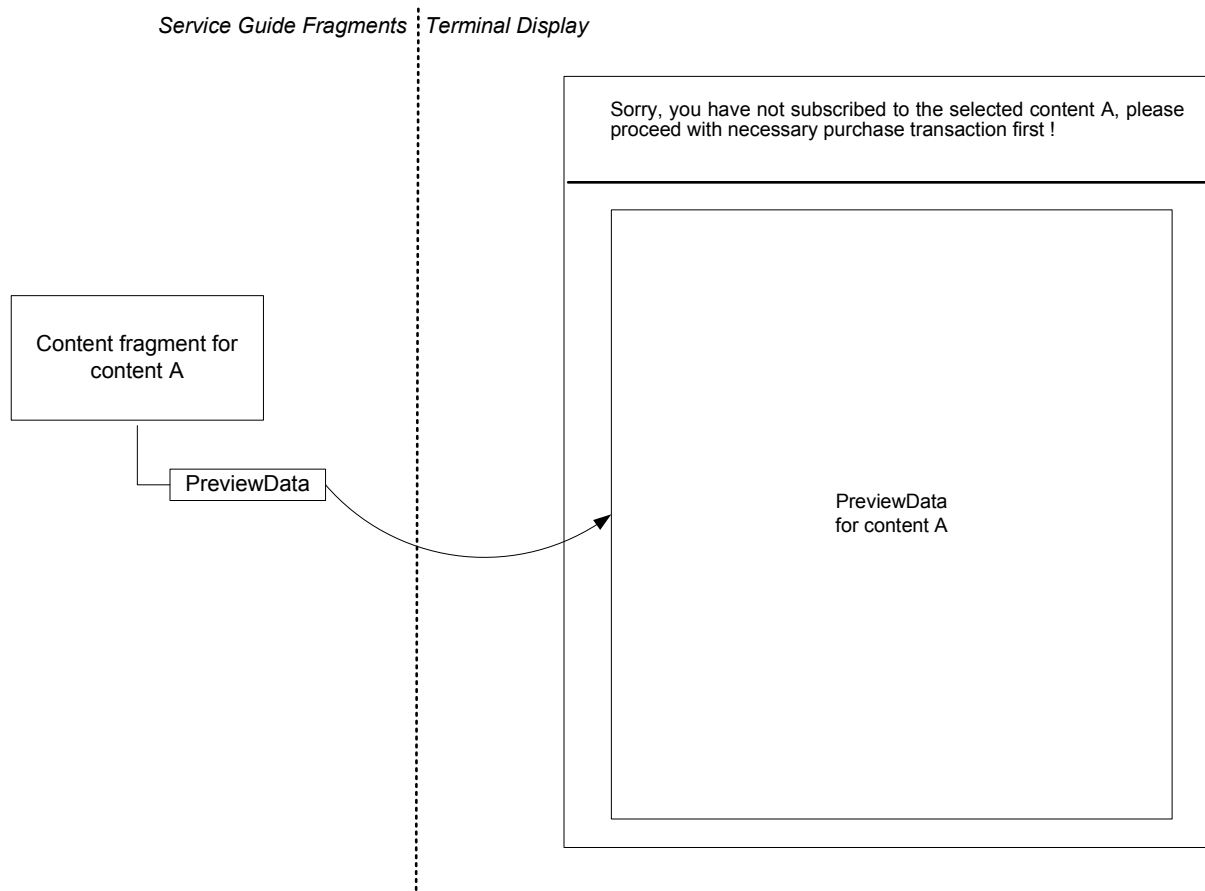 Service Guide Fragments
Terminal Display
Sorry, you have not subscribed to the selected content A, please
proceed with necessary purchase transaction first !
Content fragment for
content A
PreviewData
PreviewData
for content A